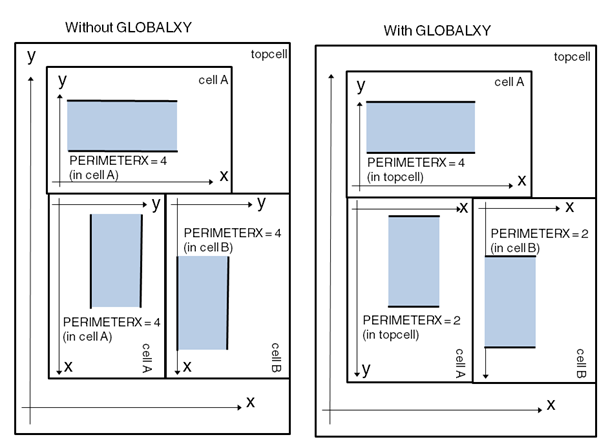 Without GLOBALXY
y
topcell
cell A
y
PERIMETERX = 4
(in cell A)
x
y
y
PERIMETERX = 4
(in cell B)
PERIMETERX = 4
(in cell A)
cell A
cell B
x
x
x
With GLOBALXY
y
topcell
cell A
y
PERIMETERX = 4
(in topcell)
x
x
x
PERIMETERX = 2
(in cell B)
PERIMETERX = 2
(in topcell)
cell A
cell B
y
x